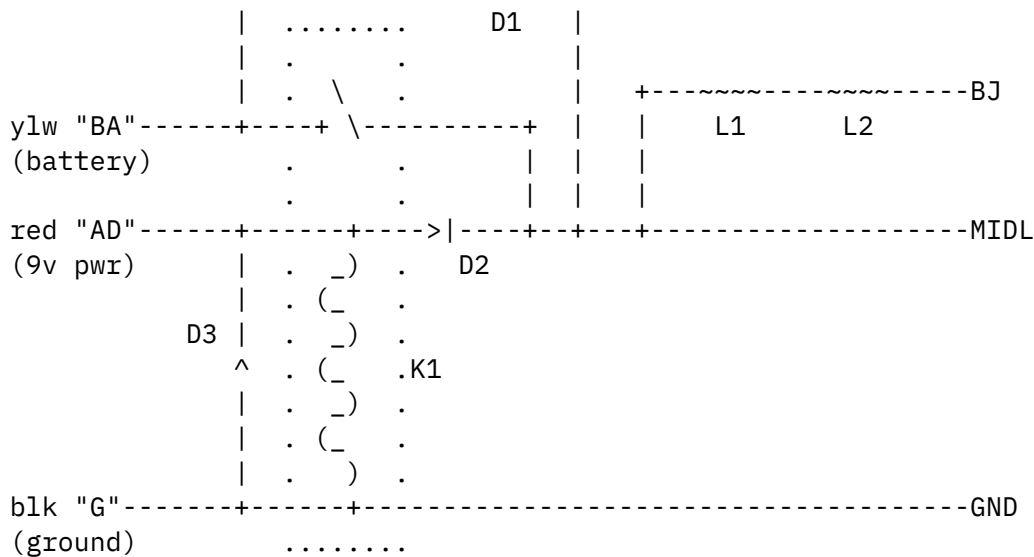 |  ........     D1    |
                   |  .       .          |
                   |  .  \    .          |    +---~~~~----~~~~-----BJ
ylw "BA"------+----+ \----------+  |    |     L1      L2
(battery)             .       .       |  |    |
                      .       .       |  |    |
red "AD"------+------+---->|----+--+---+--------------------MIDL
(9v pwr)       |  .  _)  .   D2
               |  . (_   .
            D3 |  .  _)  .
               ^  . (_   .K1
               |  .  _)  .
               |  . (_   .
               |  .   )  .
blk "G"-------+------+--------------------------------------GND
(ground)          ........